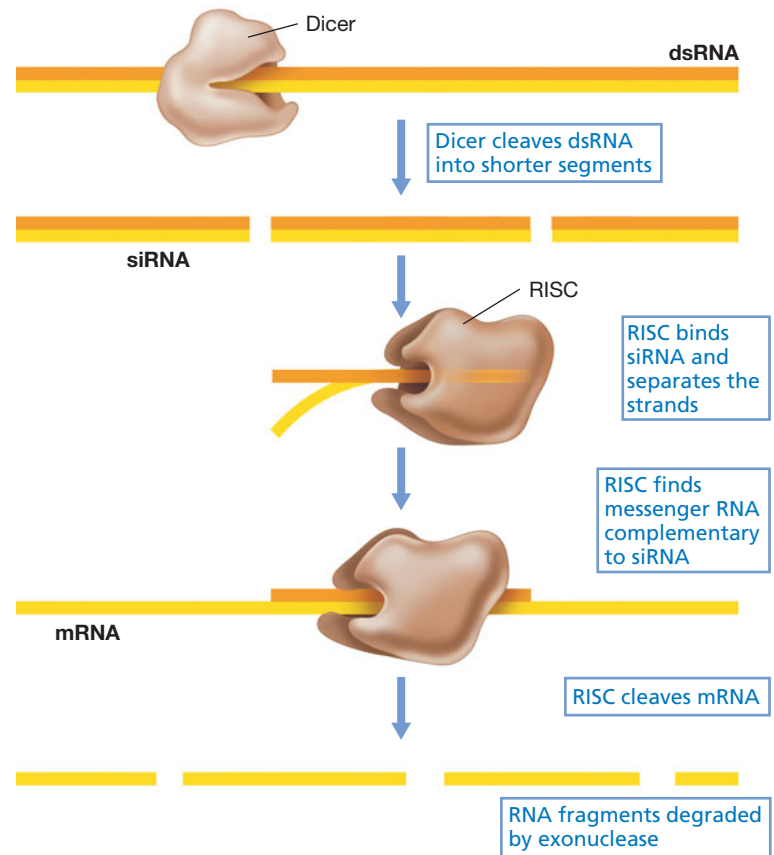 Dicer
dsRNA
Dicer cleaves dsRNA
into shorter segments
siRNA
RISC
RISC binds
siRNA and
separates the
strands
RISC finds
messenger RNA
complementary
to siRNA
mRNA
RISC cleaves mRNA
RNA fragments degraded
by exonuclease